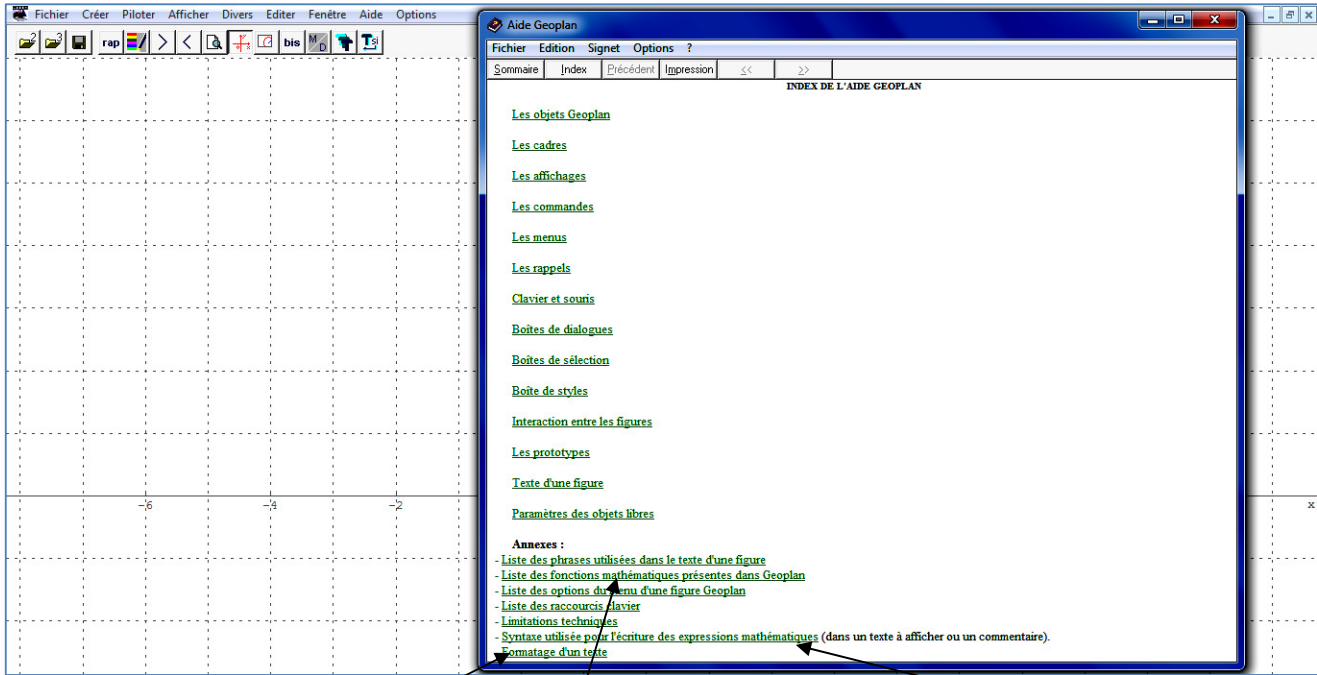 Fichier Créer Piloter Afficher Divers Editer Fenêtre Aide Options
2 3 rap > < bis M D T si
Aide Geoplan
Fichier Edition Signet Options ?
Sommaire Index Précédent Impression << >>
INDEX DE L'AIDE GEOPLAN
Les objets Geoplan
Les cadres
Les affichages
Les commandes
Les menus
Les rappels
Clavier et souris
Boîtes de dialogues
Boîtes de sélection
Boîte de styles
Interaction entre les figures
Les prototypes
Texte d'une figure
Paramètres des objets libres
Annexes :
- Liste des phrases utilisées dans le texte d'une figure
- Liste des fonctions mathématiques présentes dans Geoplan
- Liste des options du menu d'une figure Geoplan
- Liste des raccourcis clavier
- Limitations techniques
- Syntaxe utilisée pour l'écriture des expressions mathématiques (dans un texte à afficher ou un commentaire).
- Formatage d'un texte
-6 -4 -2 x